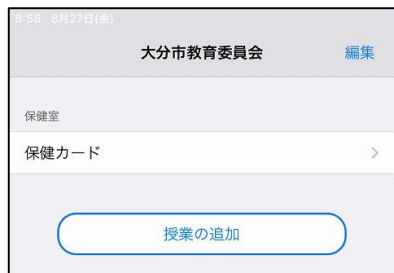 8:58 8月27日(金)
大分市教育委員会
編集
保健室
保健カード
授業の追加